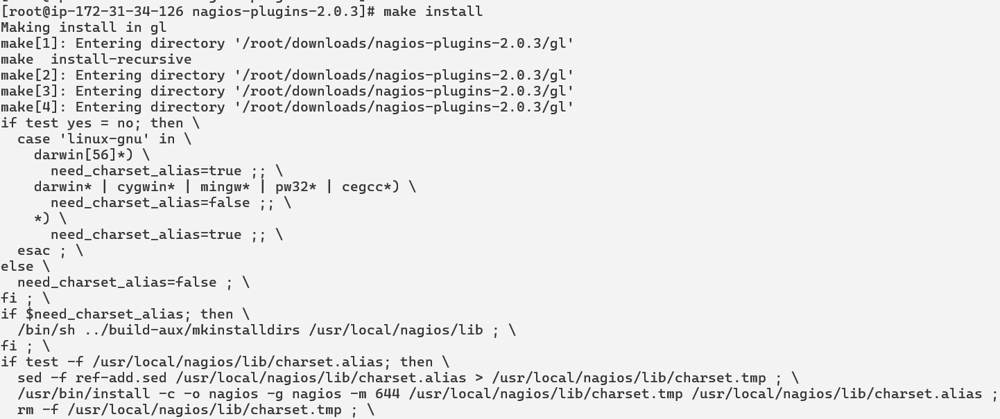 [root@ip-172-31-34-126 nagios-plugins-2.0.3]# make install
Making install in gl
make[1]: Entering directory '/root/downloads/nagios-plugins-2.0.3/gl'
make  install-recursive
make[2]: Entering directory '/root/downloads/nagios-plugins-2.0.3/gl'
make[3]: Entering directory '/root/downloads/nagios-plugins-2.0.3/gl'
make[4]: Entering directory '/root/downloads/nagios-plugins-2.0.3/gl'
if test yes = no; then \
  case 'linux-gnu' in \
    darwin[56]*) \
      need_charset_alias=true ;; \
    darwin* | cygwin* | mingw* | pw32* | cegcc*) \
      need_charset_alias=false ;; \
    *) \
      need_charset_alias=true ;; \
  esac ; \
else \
  need_charset_alias=false ; \
fi ; \
if $need_charset_alias; then \
  /bin/sh ../build-aux/mkinstalldirs /usr/local/nagios/lib ; \
fi ; \
if test -f /usr/local/nagios/lib/charset.alias; then \
  sed -f ref-add.sed /usr/local/nagios/lib/charset.alias > /usr/local/nagios/lib/charset.tmp ; \
  /usr/bin/install -c -o nagios -g nagios -m 644 /usr/local/nagios/lib/charset.tmp /usr/local/nagios/lib/charset.alias ;
  rm -f /usr/local/nagios/lib/charset.tmp ; \